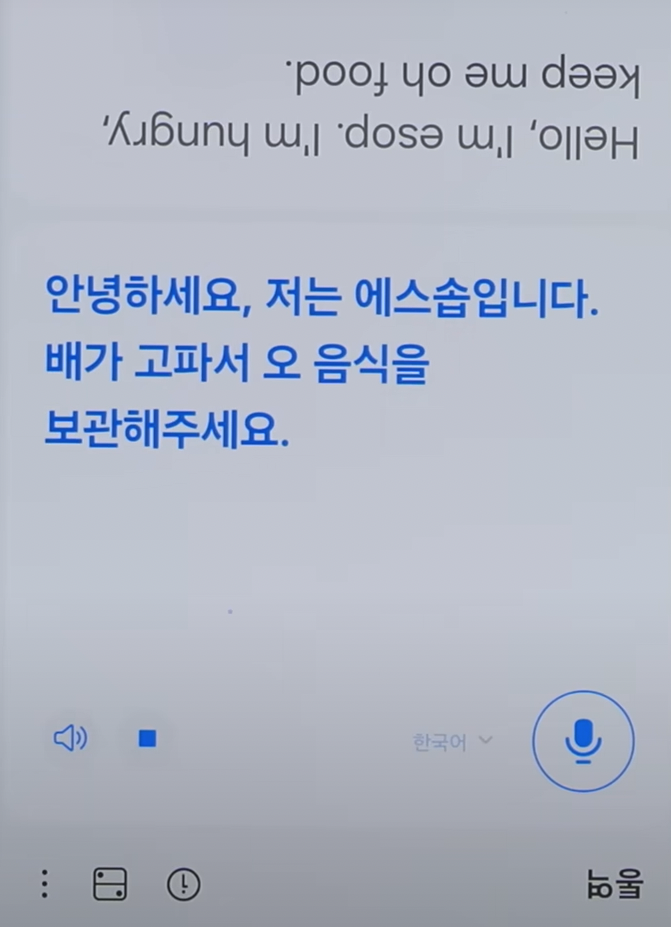 Hello, I'm esop. I'm hungry,
keep me oh food.
안녕하세요, 저는 에스솝입니다.
배가 고파서 오 음식을
보관해주세요.
한국어
통역